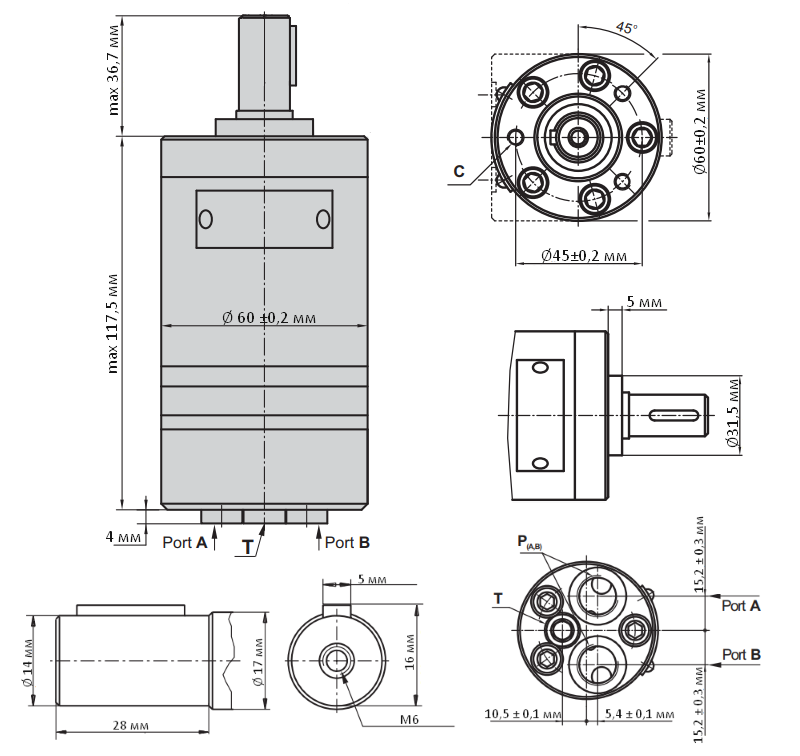 max 36,7 мм
max 117,5 мм
Ø 60 ±0,2 мм
4 мм
Port A
T
Port B
45°
C
Ø60±0,2 мм
Ø45±0,2 мм
5 мм
Ø31,5 мм
Ø 14 мм
28 мм
Ø 17 мм
5 мм
16 мм
M6
P(A,B)
T
15,2 ± 0,3 мм
Port A
Port B
15,2 ± 0,3 мм
10,5 ± 0,1 мм
5,4 ± 0,1 мм